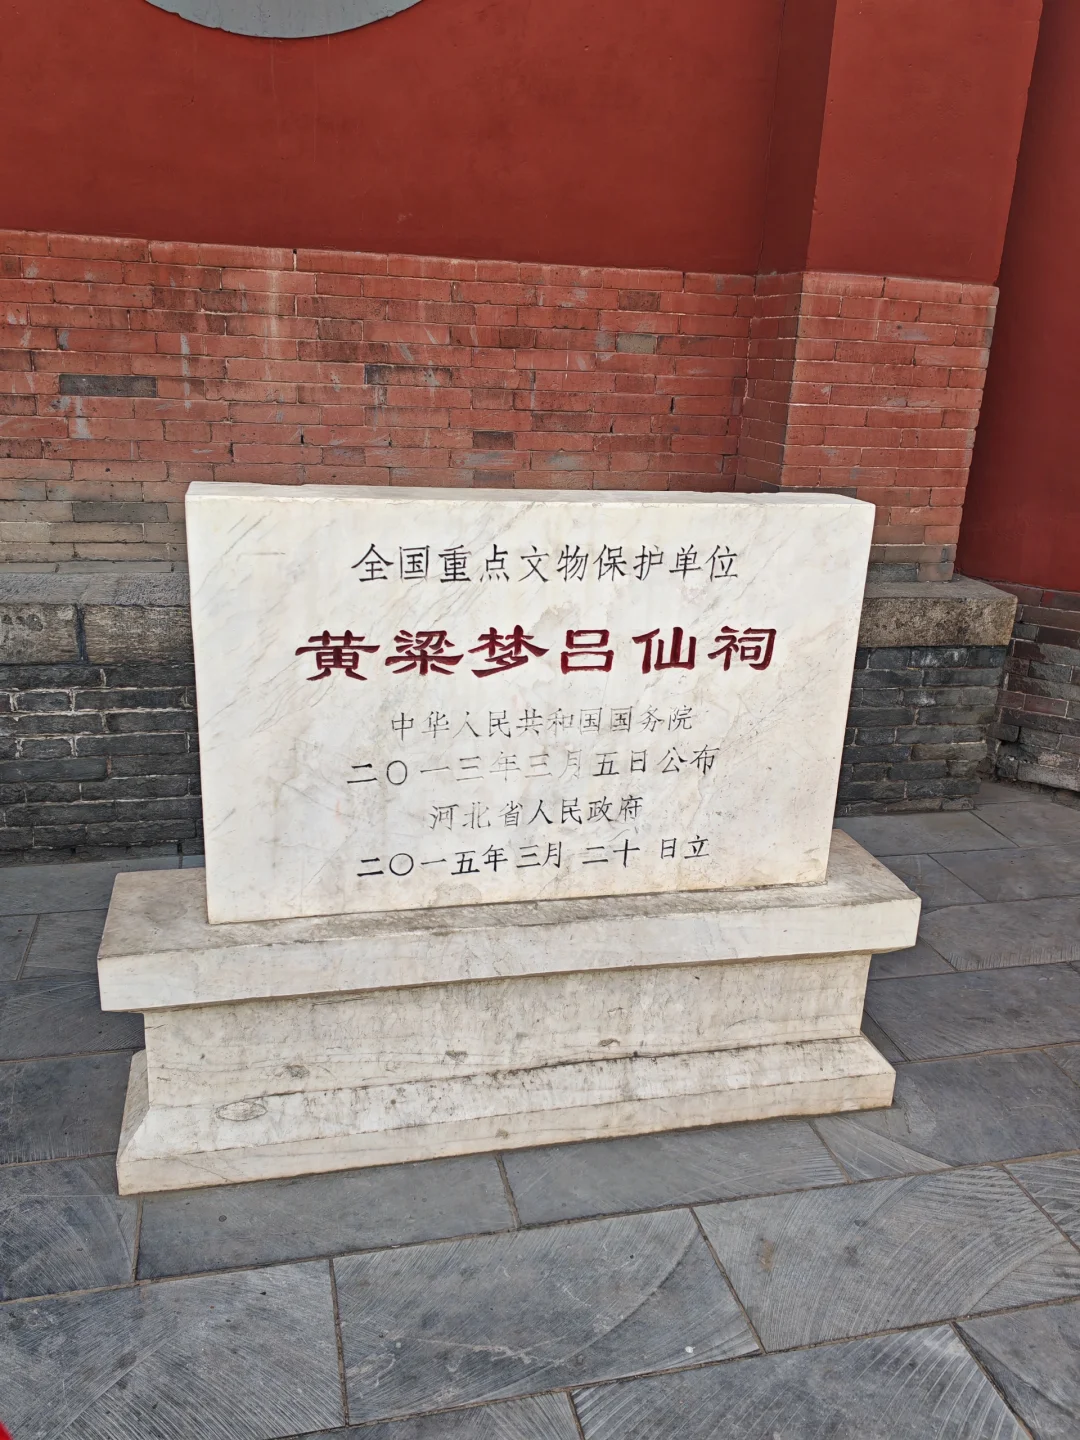 全国重点文物保护单位
黄粱梦吕仙祠
中华人民共和国国务院
二〇一三年三月五日公布
河北省人民政府
二〇一五年三月二十日立